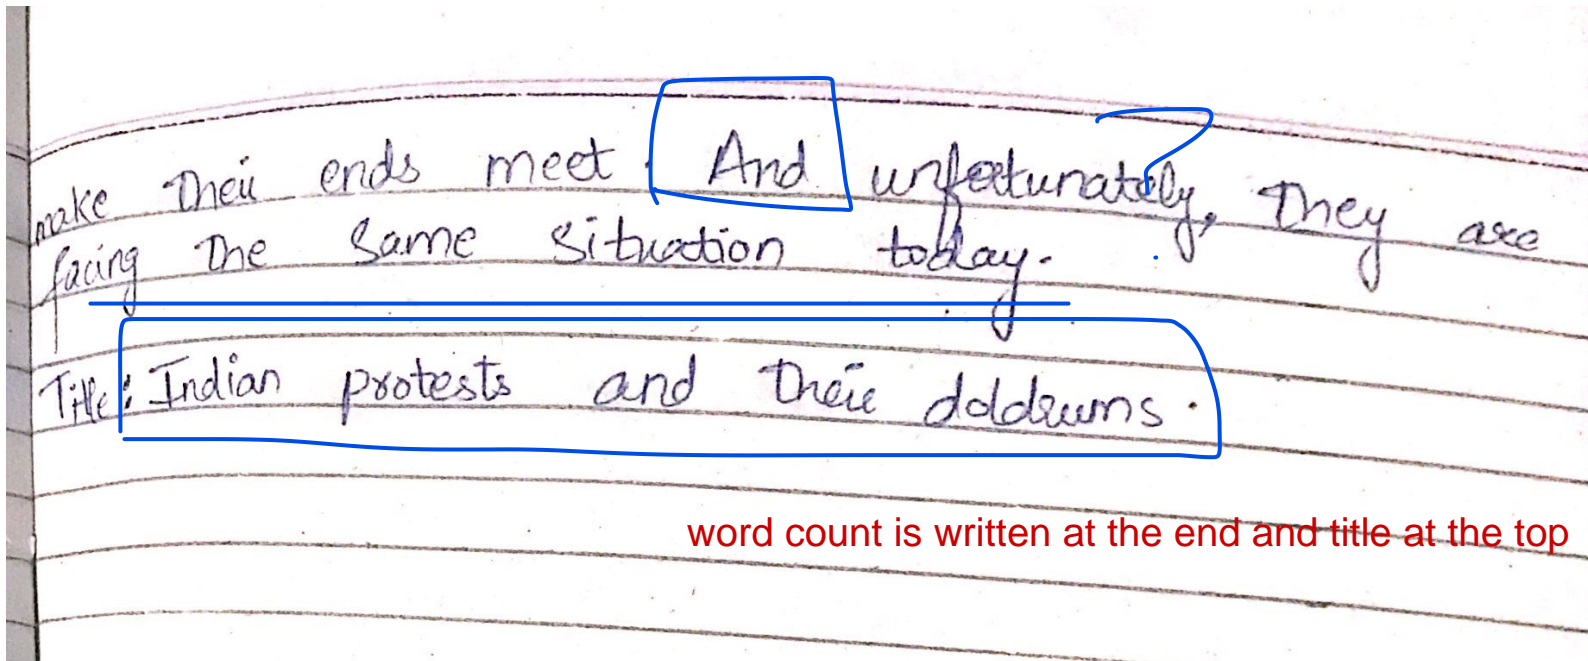 make their ends meet. And unfortunately, they are
facing the same situation today.
Title: Indian protests and their doldrums.
word count is written at the end and title at the top